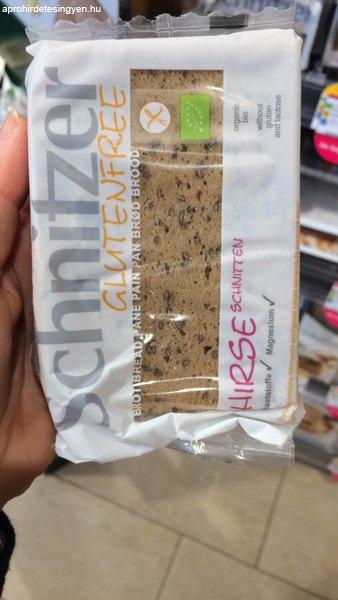 aprohirdetesingyen.hu
schnitzer
GLUTENFREE
BROT BREAD PANE PAIN PAN BRØD BROOD
organic
bio
without
gluten
and lactose
HIRSE SCHNITTEN
Magnesium ✓